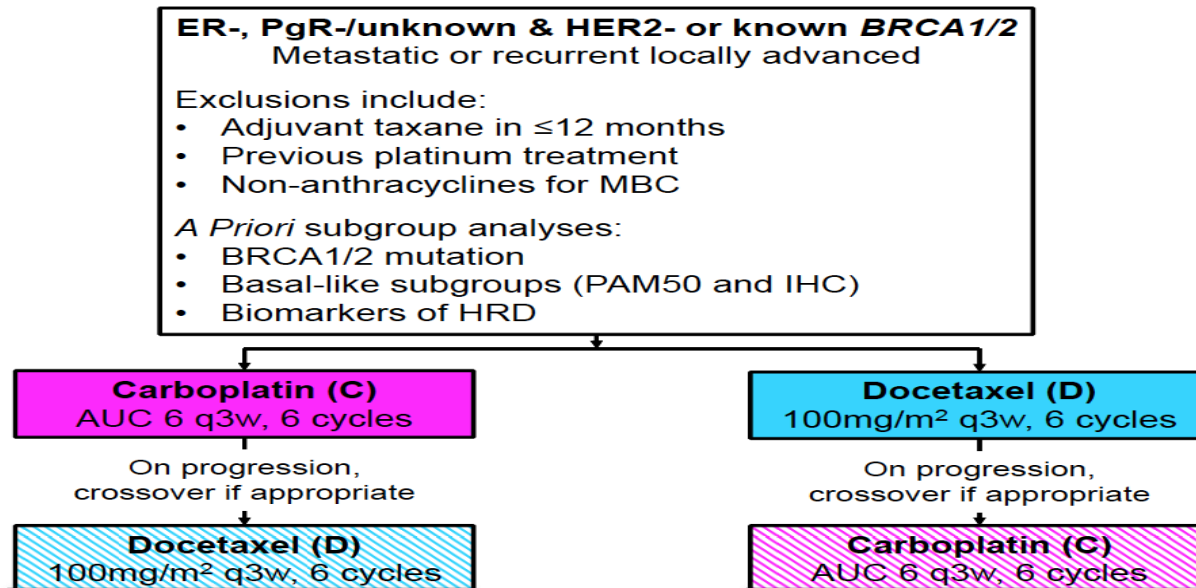 ER-, PgR-/unknown & HER2- or known BRCA1/2
Metastatic or recurrent locally advanced
Exclusions include:
• Adjuvant taxane in ≤12 months
• Previous platinum treatment
• Non-anthracyclines for MBC
A Priori subgroup analyses:
• BRCA1/2 mutation
• Basal-like subgroups (PAM50 and IHC)
• Biomarkers of HRD
Carboplatin (C)
AUC 6 q3w, 6 cycles
On progression,
crossover if appropriate
Docetaxel (D)
100mg/m² q3w, 6 cycles
Docetaxel (D)
100mg/m² q3w, 6 cycles
On progression,
crossover if appropriate
Carboplatin (C)
AUC 6 q3w, 6 cycles